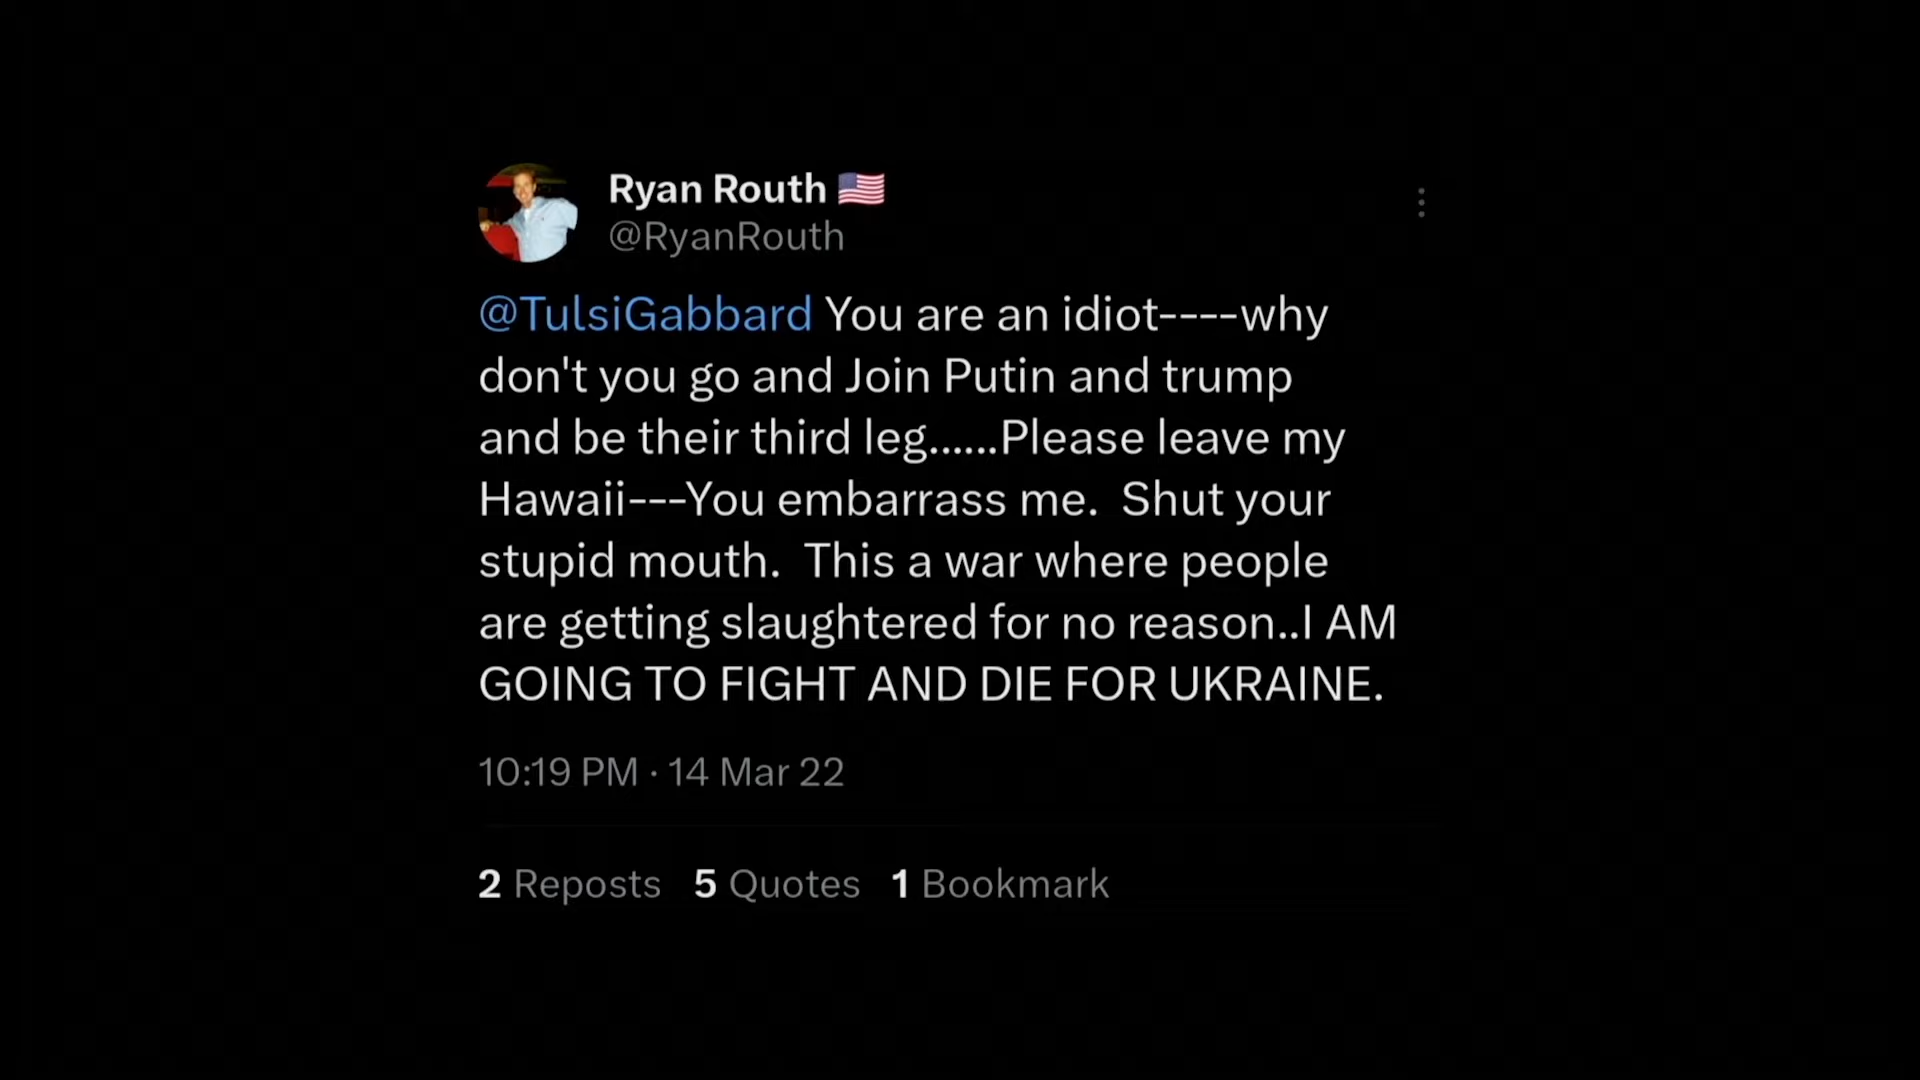 Ryan Routh 🇺🇸
@RyanRouth
@TulsiGabbard You are an idiot----why
don't you go and Join Putin and trump
and be their third leg......Please leave my
Hawaii---You embarrass me.  Shut your
stupid mouth.  This a war where people
are getting slaughtered for no reason..I AM
GOING TO FIGHT AND DIE FOR UKRAINE.
10:19 PM · 14 Mar 22
2 Reposts 5 Quotes 1 Bookmark